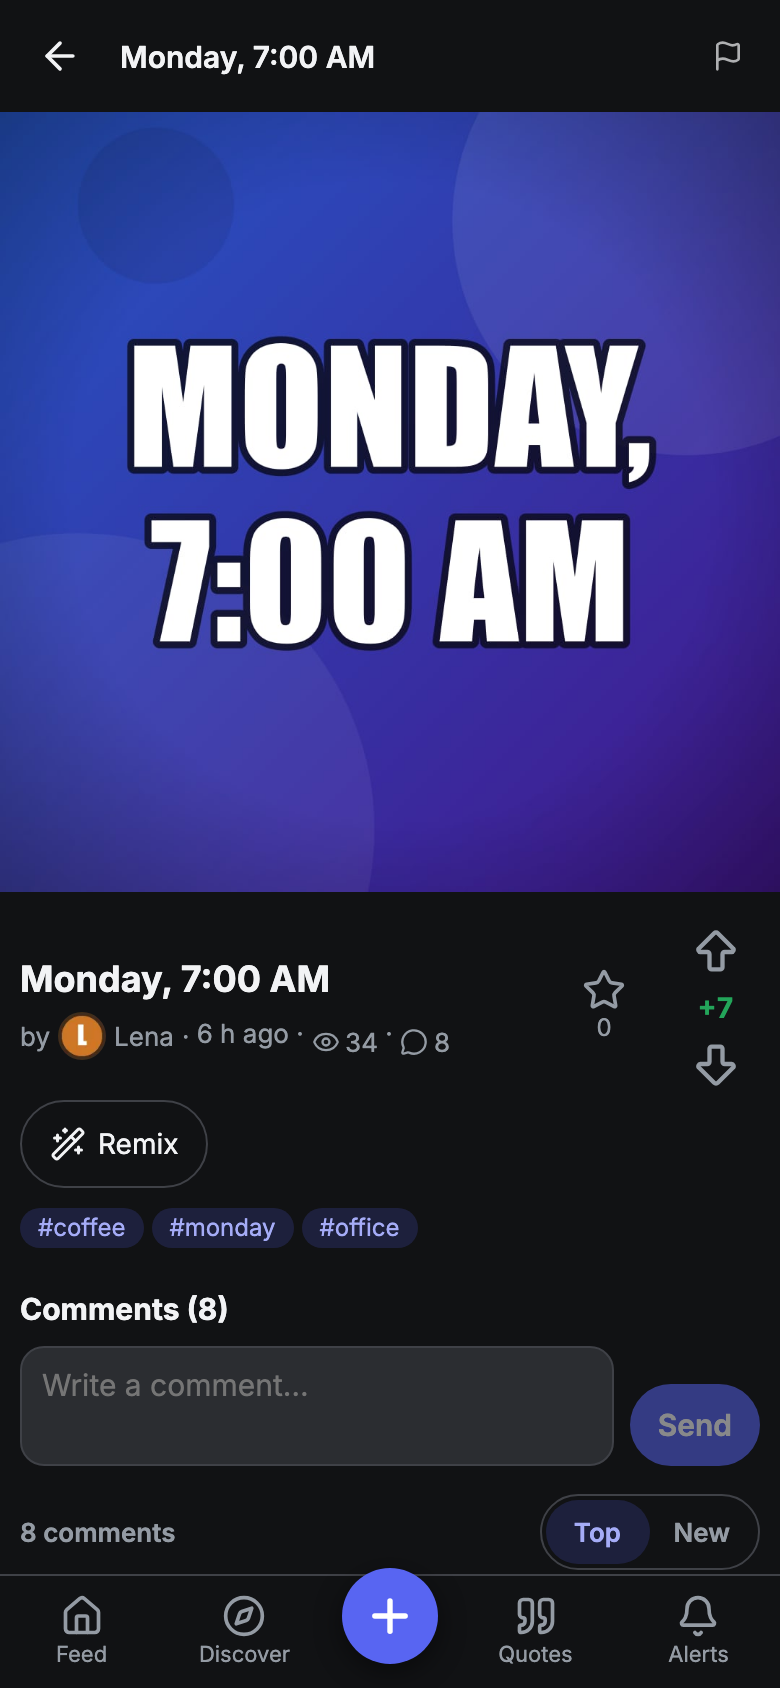 Monday, 7:00 AM
MONDAY,
7:00 AM
Monday, 7:00 AM
0
+7
by L Lena · 6 h ago · 34 · 8
Remix
#coffee #monday #office
Comments (8)
Write a comment...
Send
8 comments
Top New
Feed Discover Quotes Alerts